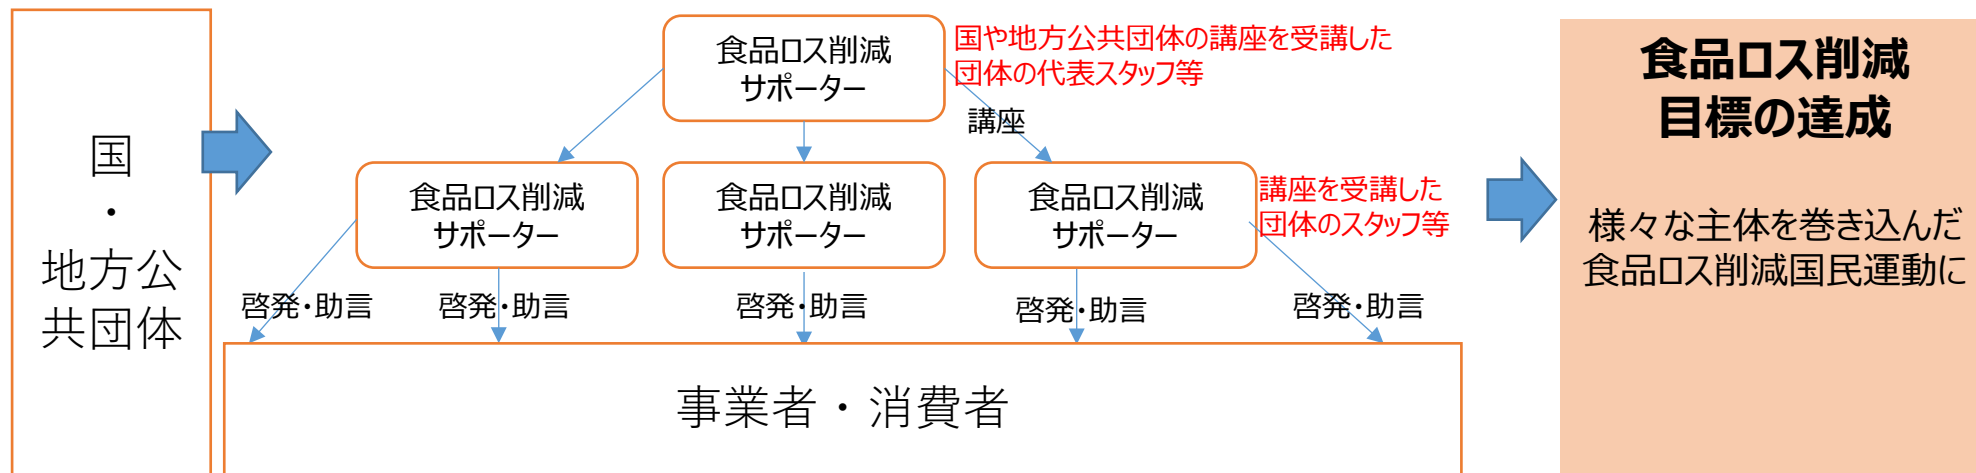 国
・
地方公
共団体
食品ロス削減
サポーター
国や地方公共団体の講座を受講した
団体の代表スタッフ等
講座
食品ロス削減
サポーター
食品ロス削減
サポーター
食品ロス削減
サポーター
講座を受講した
団体のスタッフ等
啓発・助言
啓発・助言
啓発・助言
啓発・助言
啓発・助言
事業者・消費者
食品ロス削減
目標の達成
様々な主体を巻き込んだ
食品ロス削減国民運動に